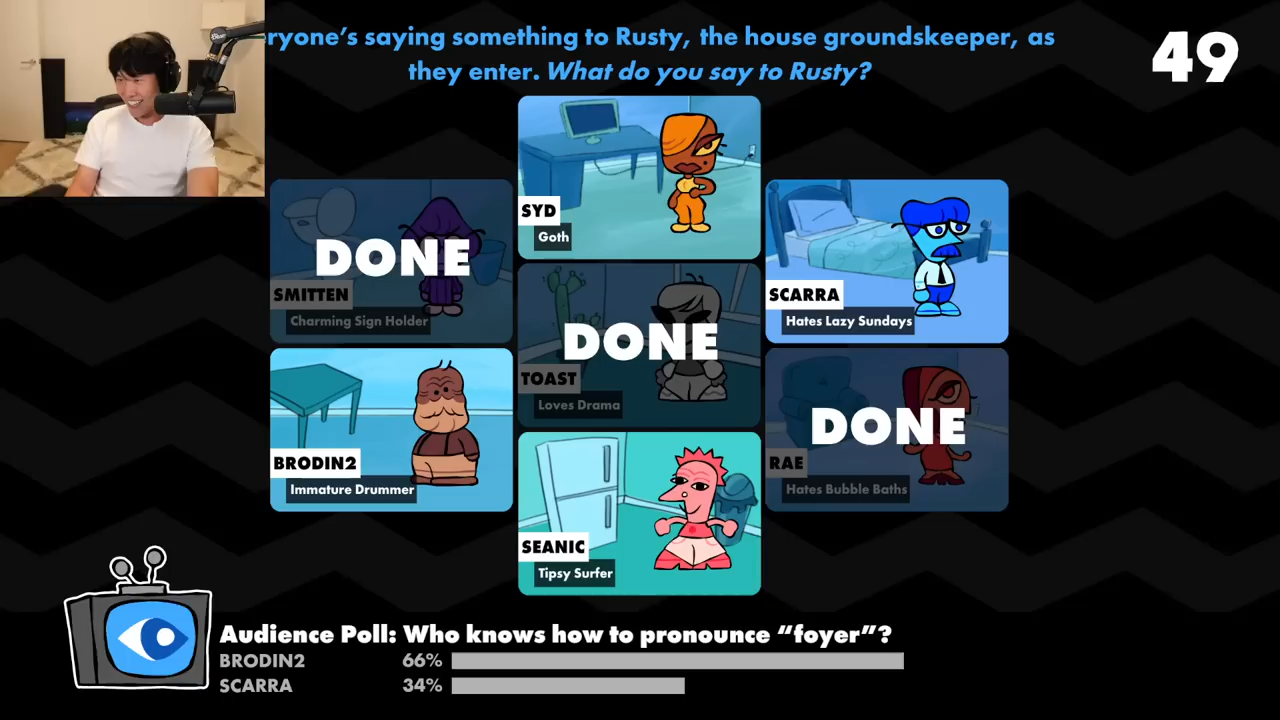 ryone's saying something to Rusty, the house groundskeeper, as
they enter. What do you say to Rusty?
49
SYD
Goth
DONE
SMITTEN
Charming Sign Holder
SCARRA
Hates Lazy Sundays
DONE
TOAST
Loves Drama
BRODIN2
Immature Drummer
DONE
RAE
Hates Bubble Baths
SEANIC
Tipsy Surfer
Audience Poll: Who knows how to pronounce "foyer"?
BRODIN2 66%
SCARRA 34%